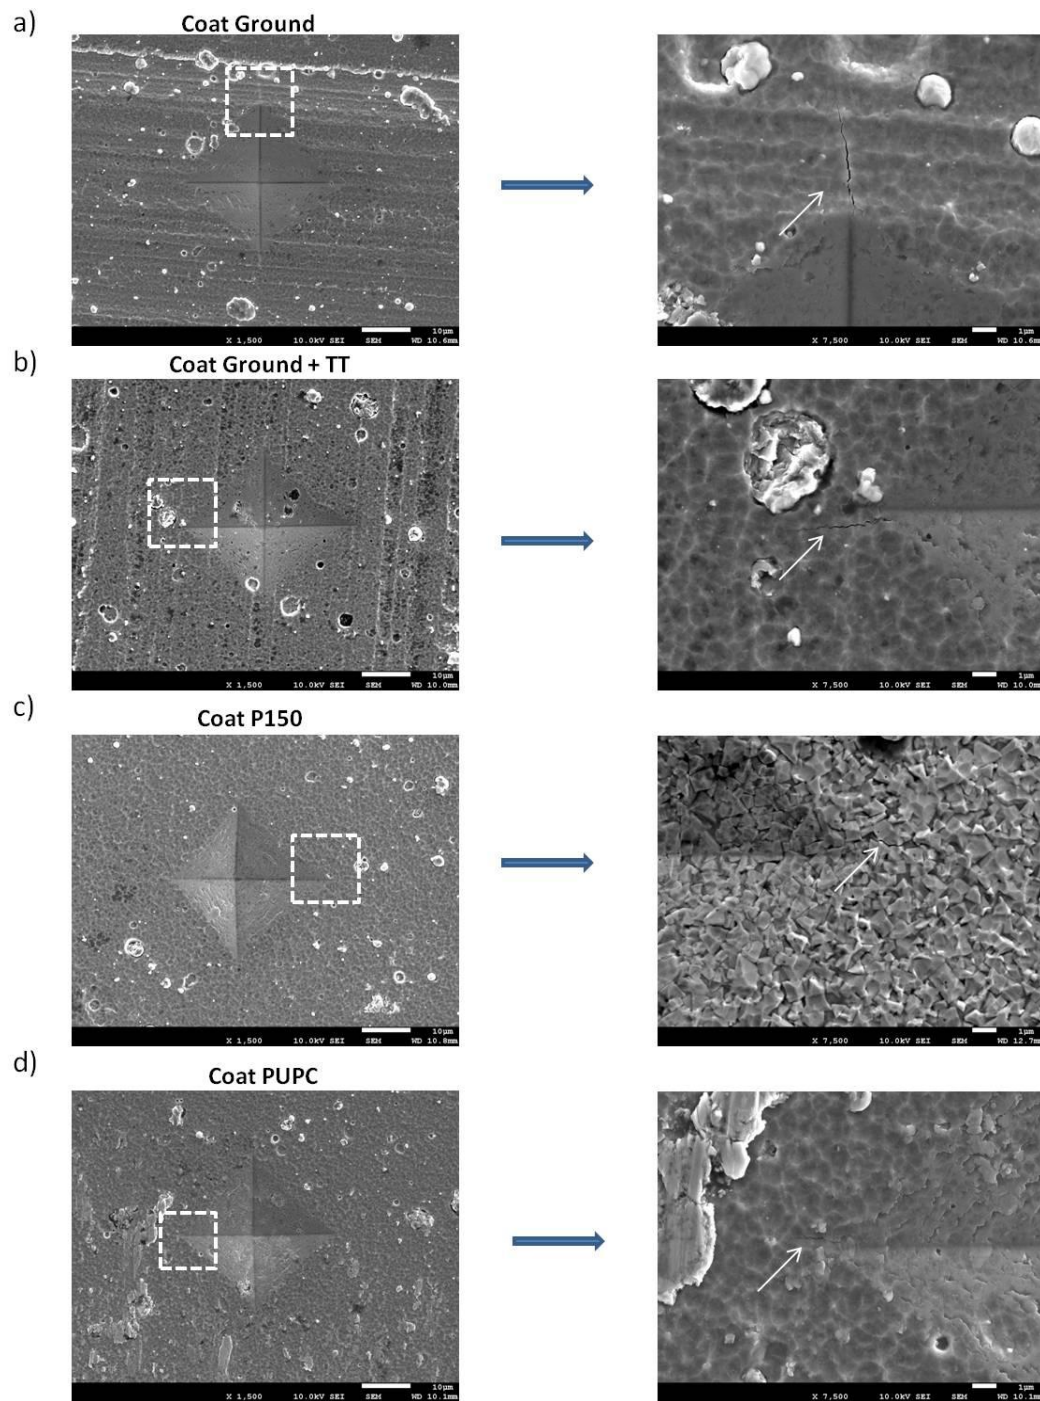 a)
Coat Ground
10μm
X 1,500 10.0kV SEI SEM WD 10.6mm
1μm
X 7,500 10.0kV SEI SEM WD 10.6mm
b)
Coat Ground + TT
10μm
X 1,500 10.0kV SEI SEM WD 10.0mm
1μm
X 7,500 10.0kV SEI SEM WD 10.0mm
c)
Coat P150
10μm
X 1,500 10.0kV SEI SEM WD 10.8mm
1μm
X 7,500 10.0kV SEI SEM WD 12.7mm
d)
Coat PUPC
10μm
X 1,500 10.0kV SEI SEM WD 10.1mm
1μm
X 7,500 10.0kV SEI SEM WD 10.1mm